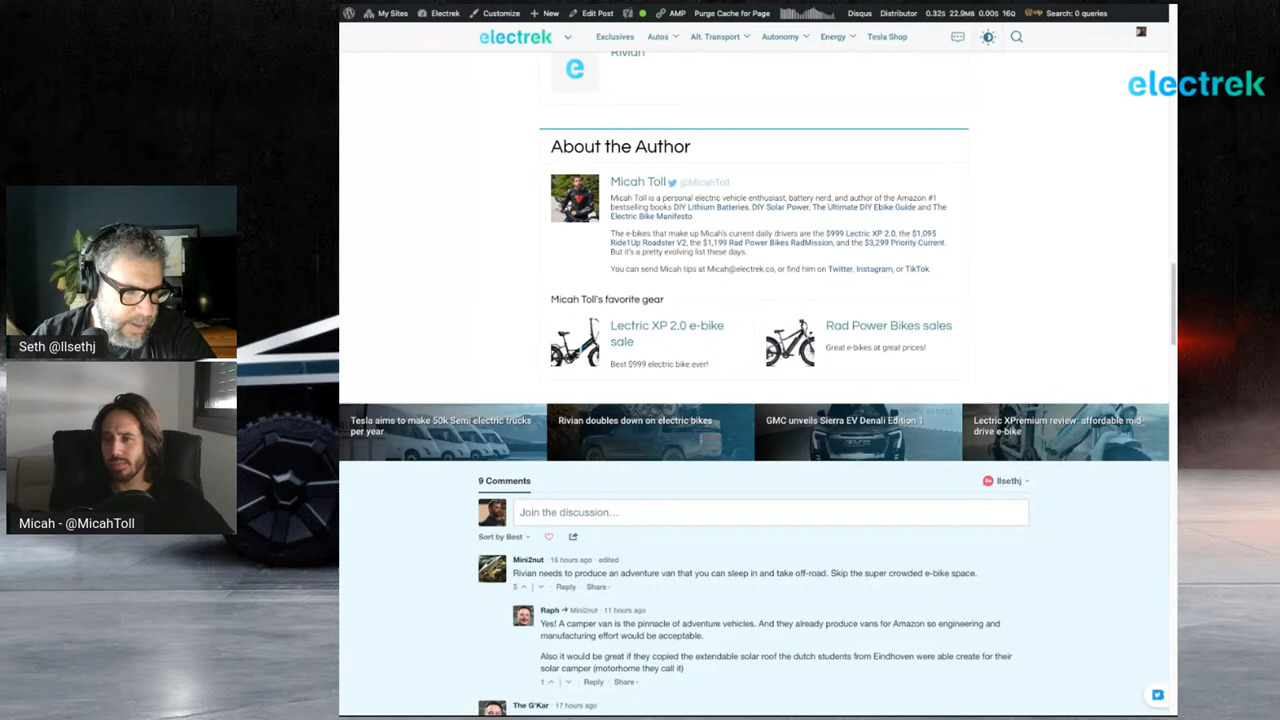 My Sites
Electrek
Customize
New
Edit Post
AMP
Purge Cache for Page
Disqus
Distributor
0.32s 22.9MB 0.00s 16Q
Search: 0 queries
electrek
Exclusives
Autos
Alt. Transport
Autonomy
Energy
Tesla Shop
electrek
Rivian
e
About the Author
Micah Toll @MicahToll
Micah Toll is a personal electric vehicle enthusiast, battery nerd, and author of the Amazon #1
bestselling books DIY Lithium Batteries, DIY Solar Power, The Ultimate DIY Ebike Guide and The
Electric Bike Manifesto.
The e-bikes that make up Micah's current daily drivers are the $999 Lectric XP 2.0, the $1,095
Ride1Up Roadster V2, the $1,199 Rad Power Bikes RadMission, and the $3,299 Priority Current.
But it's a pretty evolving list these days.
You can send Micah tips at Micah@electrek.co, or find him on Twitter, Instagram, or TikTok.
Micah Toll's favorite gear
Lectric XP 2.0 e-bike
sale
Best $999 electric bike ever!
Rad Power Bikes sales
Great e-bikes at great prices!
Seth @llsethj
Micah - @MicahToll
Tesla aims to make 50k Semi electric trucks
per year
Rivian doubles down on electric bikes
GMC unveils Sierra EV Denali Edition 1
Lectric XPremium review: affordable mid-
drive e-bike
9 Comments
llsethj
Join the discussion…
Sort by Best
Mini2nut · 16 hours ago · edited
Rivian needs to produce an adventure van that you can sleep in and take off-road. Skip the super crowded e-bike space.
5 Reply Share ›
Raph Mini2nut · 11 hours ago
Yes! A camper van is the pinnacle of adventure vehicles. And they already produce vans for Amazon so engineering and
manufacturing effort would be acceptable.
Also it would be great if they copied the extendable solar roof the dutch students from Eindhoven were able create for their
solar camper (motorhome they call it)
1 Reply Share ›
The G'Kar · 17 hours ago